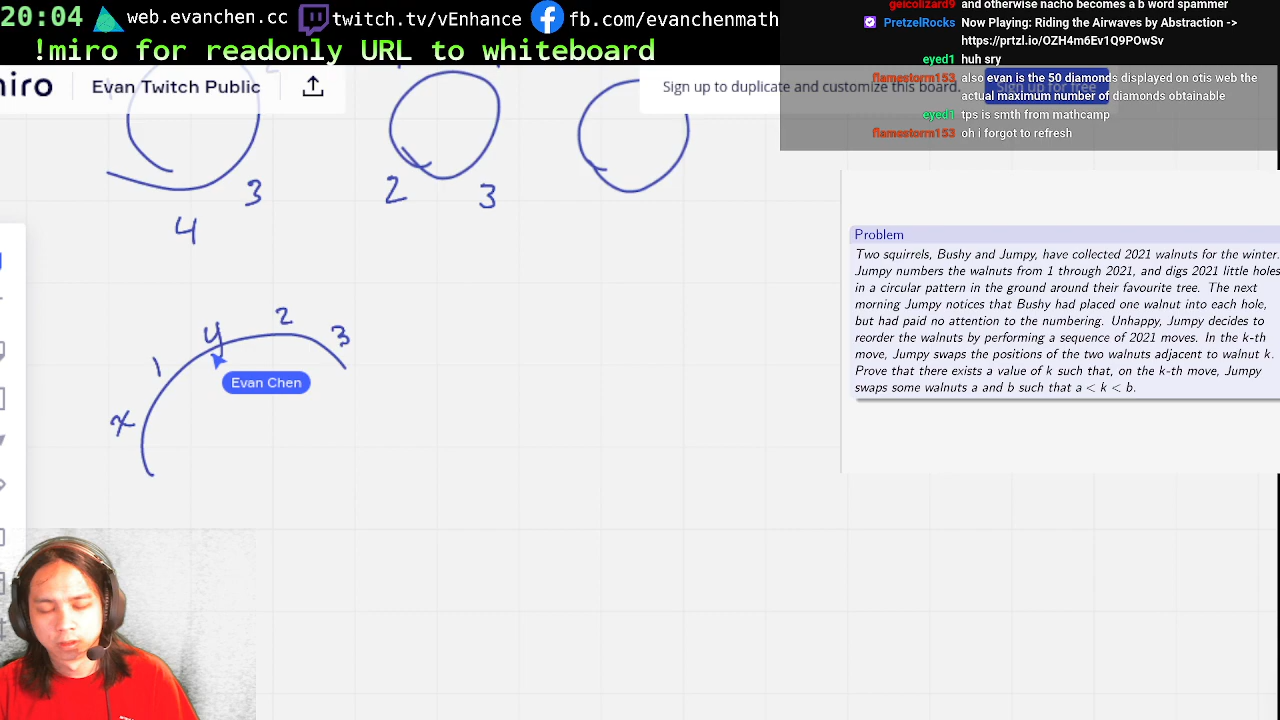 20:04 web.evanchen.cc twitch.tv/vEnhance fb.com/evanchenmath
!miro for readonly URL to whiteboard
geicolizard9 and otherwise nacho becomes a b word spammer
PretzelRocks Now Playing: Riding the Airwaves by Abstraction ->
https://prtzl.io/OZH4m6Ev1Q9POwSv
eyed1 huh sry
flamestorm153 also evan is the 50 diamonds displayed on otis web the
actual maximum number of diamonds obtainable
eyed1 tps is smth from mathcamp
flamestorm153 oh i forgot to refresh
miro Evan Twitch Public
Sign up to duplicate and customize this board.
Sign up for free
2 3
3
4
x 1 y 2 3
Evan Chen
Problem
Two squirrels, Bushy and Jumpy, have collected 2021 walnuts for the winter.
Jumpy numbers the walnuts from 1 through 2021, and digs 2021 little holes
in a circular pattern in the ground around their favourite tree. The next
morning Jumpy notices that Bushy had placed one walnut into each hole,
but had paid no attention to the numbering. Unhappy, Jumpy decides to
reorder the walnuts by performing a sequence of 2021 moves. In the k-th
move, Jumpy swaps the positions of the two walnuts adjacent to walnut k.
Prove that there exists a value of k such that, on the k-th move, Jumpy
swaps some walnuts a and b such that a < k < b.